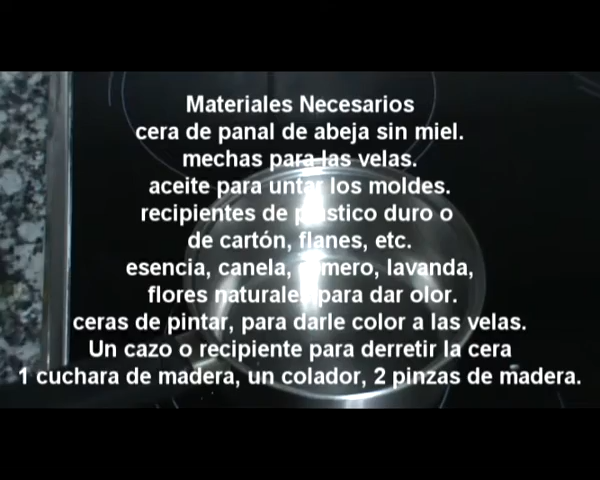 Materiales Necesarios
cera de panal de abeja sin miel.
mechas para las velas.
aceite para untar los moldes.
recipientes de plástico duro o
de cartón, flanes, etc.
esencia, canela, romero, lavanda,
flores naturales para dar olor.
ceras de pintar, para darle color a las velas.
Un cazo o recipiente para derretir la cera
1 cuchara de madera, un colador, 2 pinzas de madera.